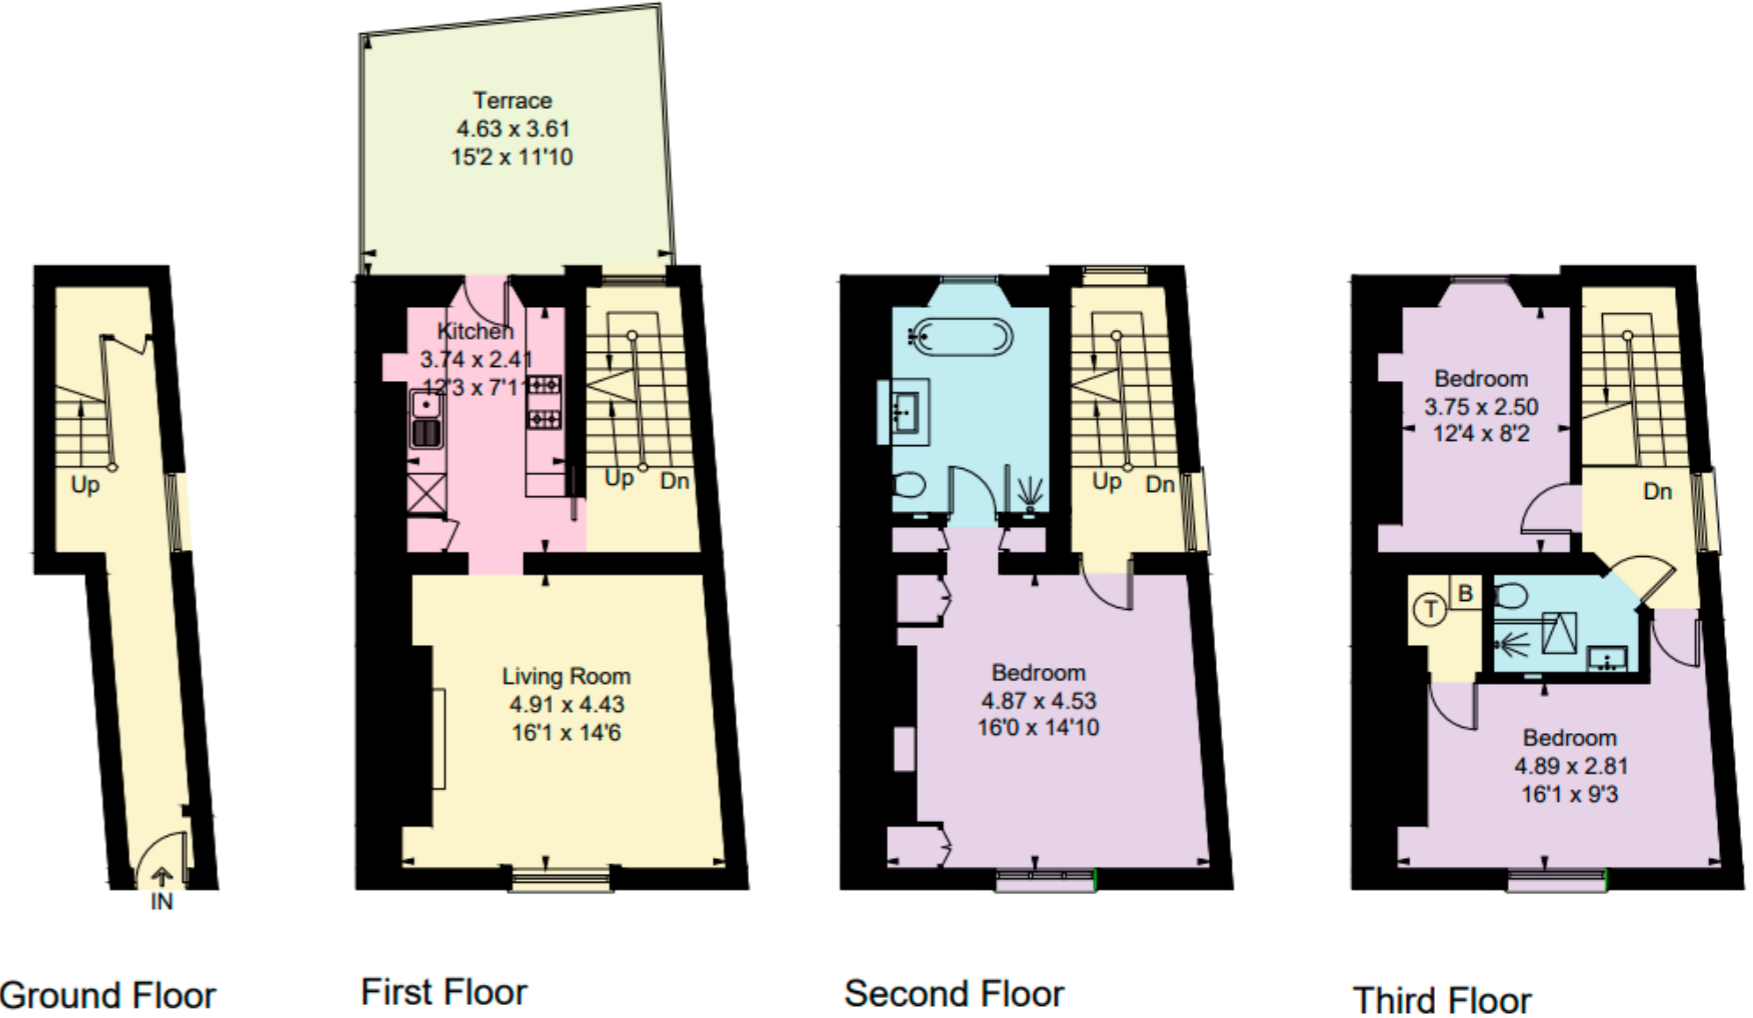 Up
IN
Ground Floor
Terrace
4.63 x 3.61
15'2 x 11'10
Kitchen
3.74 x 2.41
12'3 x 7'11
Up
Dn
Living Room
4.91 x 4.43
16'1 x 14'6
First Floor
Up
Dn
Bedroom
4.87 x 4.53
16'0 x 14'10
Second Floor
Bedroom
3.75 x 2.50
12'4 x 8'2
Dn
T
B
Bedroom
4.89 x 2.81
16'1 x 9'3
Third Floor